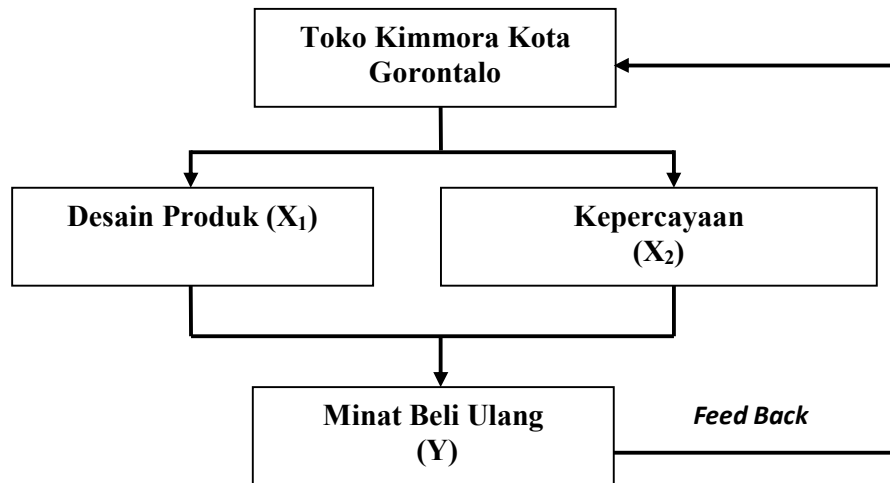 Toko Kimmora Kota
Gorontalo
Desain Produk (X₁)
Kepercayaan
(X₂)
Minat Beli Ulang
(Y)
Feed Back